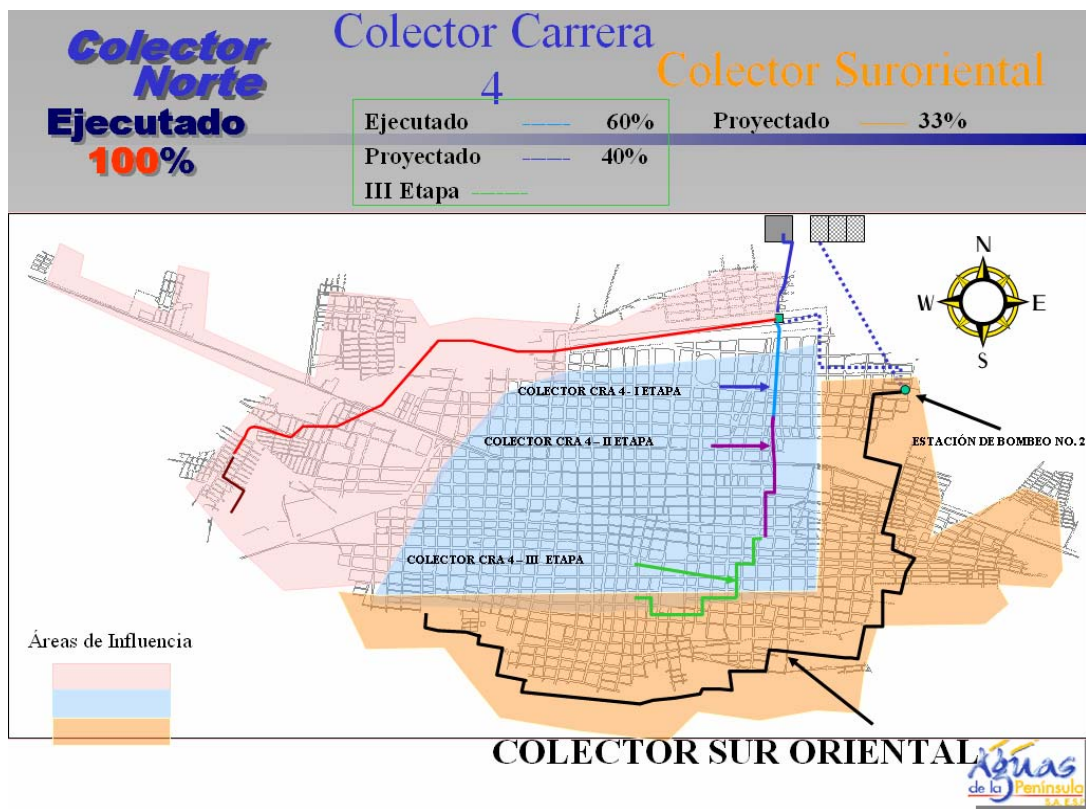 Colector
Norte
Ejecutado
100%
Colector Carrera
4
Ejecutado 60%
Proyectado 40%
III Etapa
Colector Suroriental
Proyectado 33%
N
W E
S
COLECTOR CRA 4- I ETAPA
COLECTOR CRA 4 – II ETAPA
ESTACIÓN DE BOMBEO NO. 2
COLECTOR CRA 4 – III ETAPA
Áreas de Influencia
COLECTOR SUR ORIENTAL
Aguas
de la Península
S.A. E.S.P